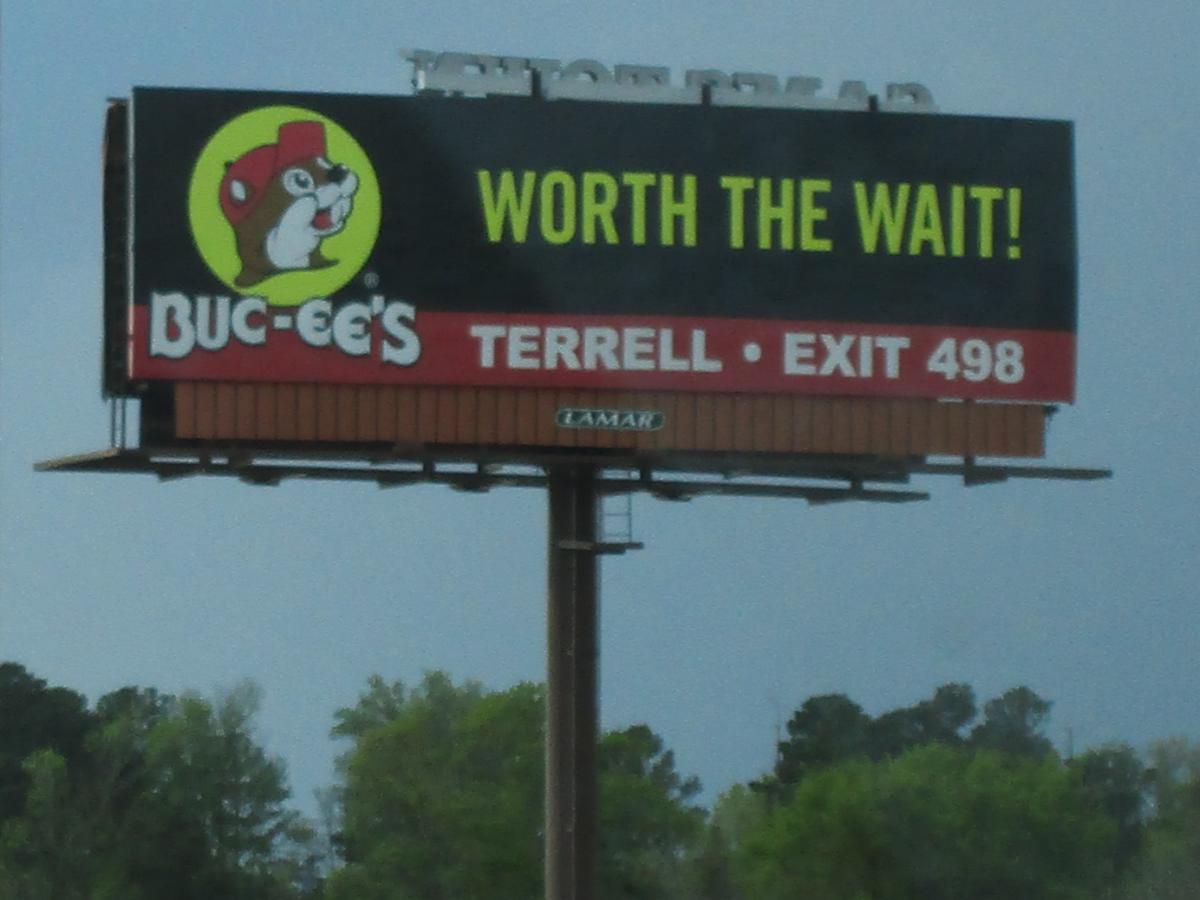 WORTH THE WAIT!
®
BUC-EE'S
TERRELL • EXIT 498
LAMAR